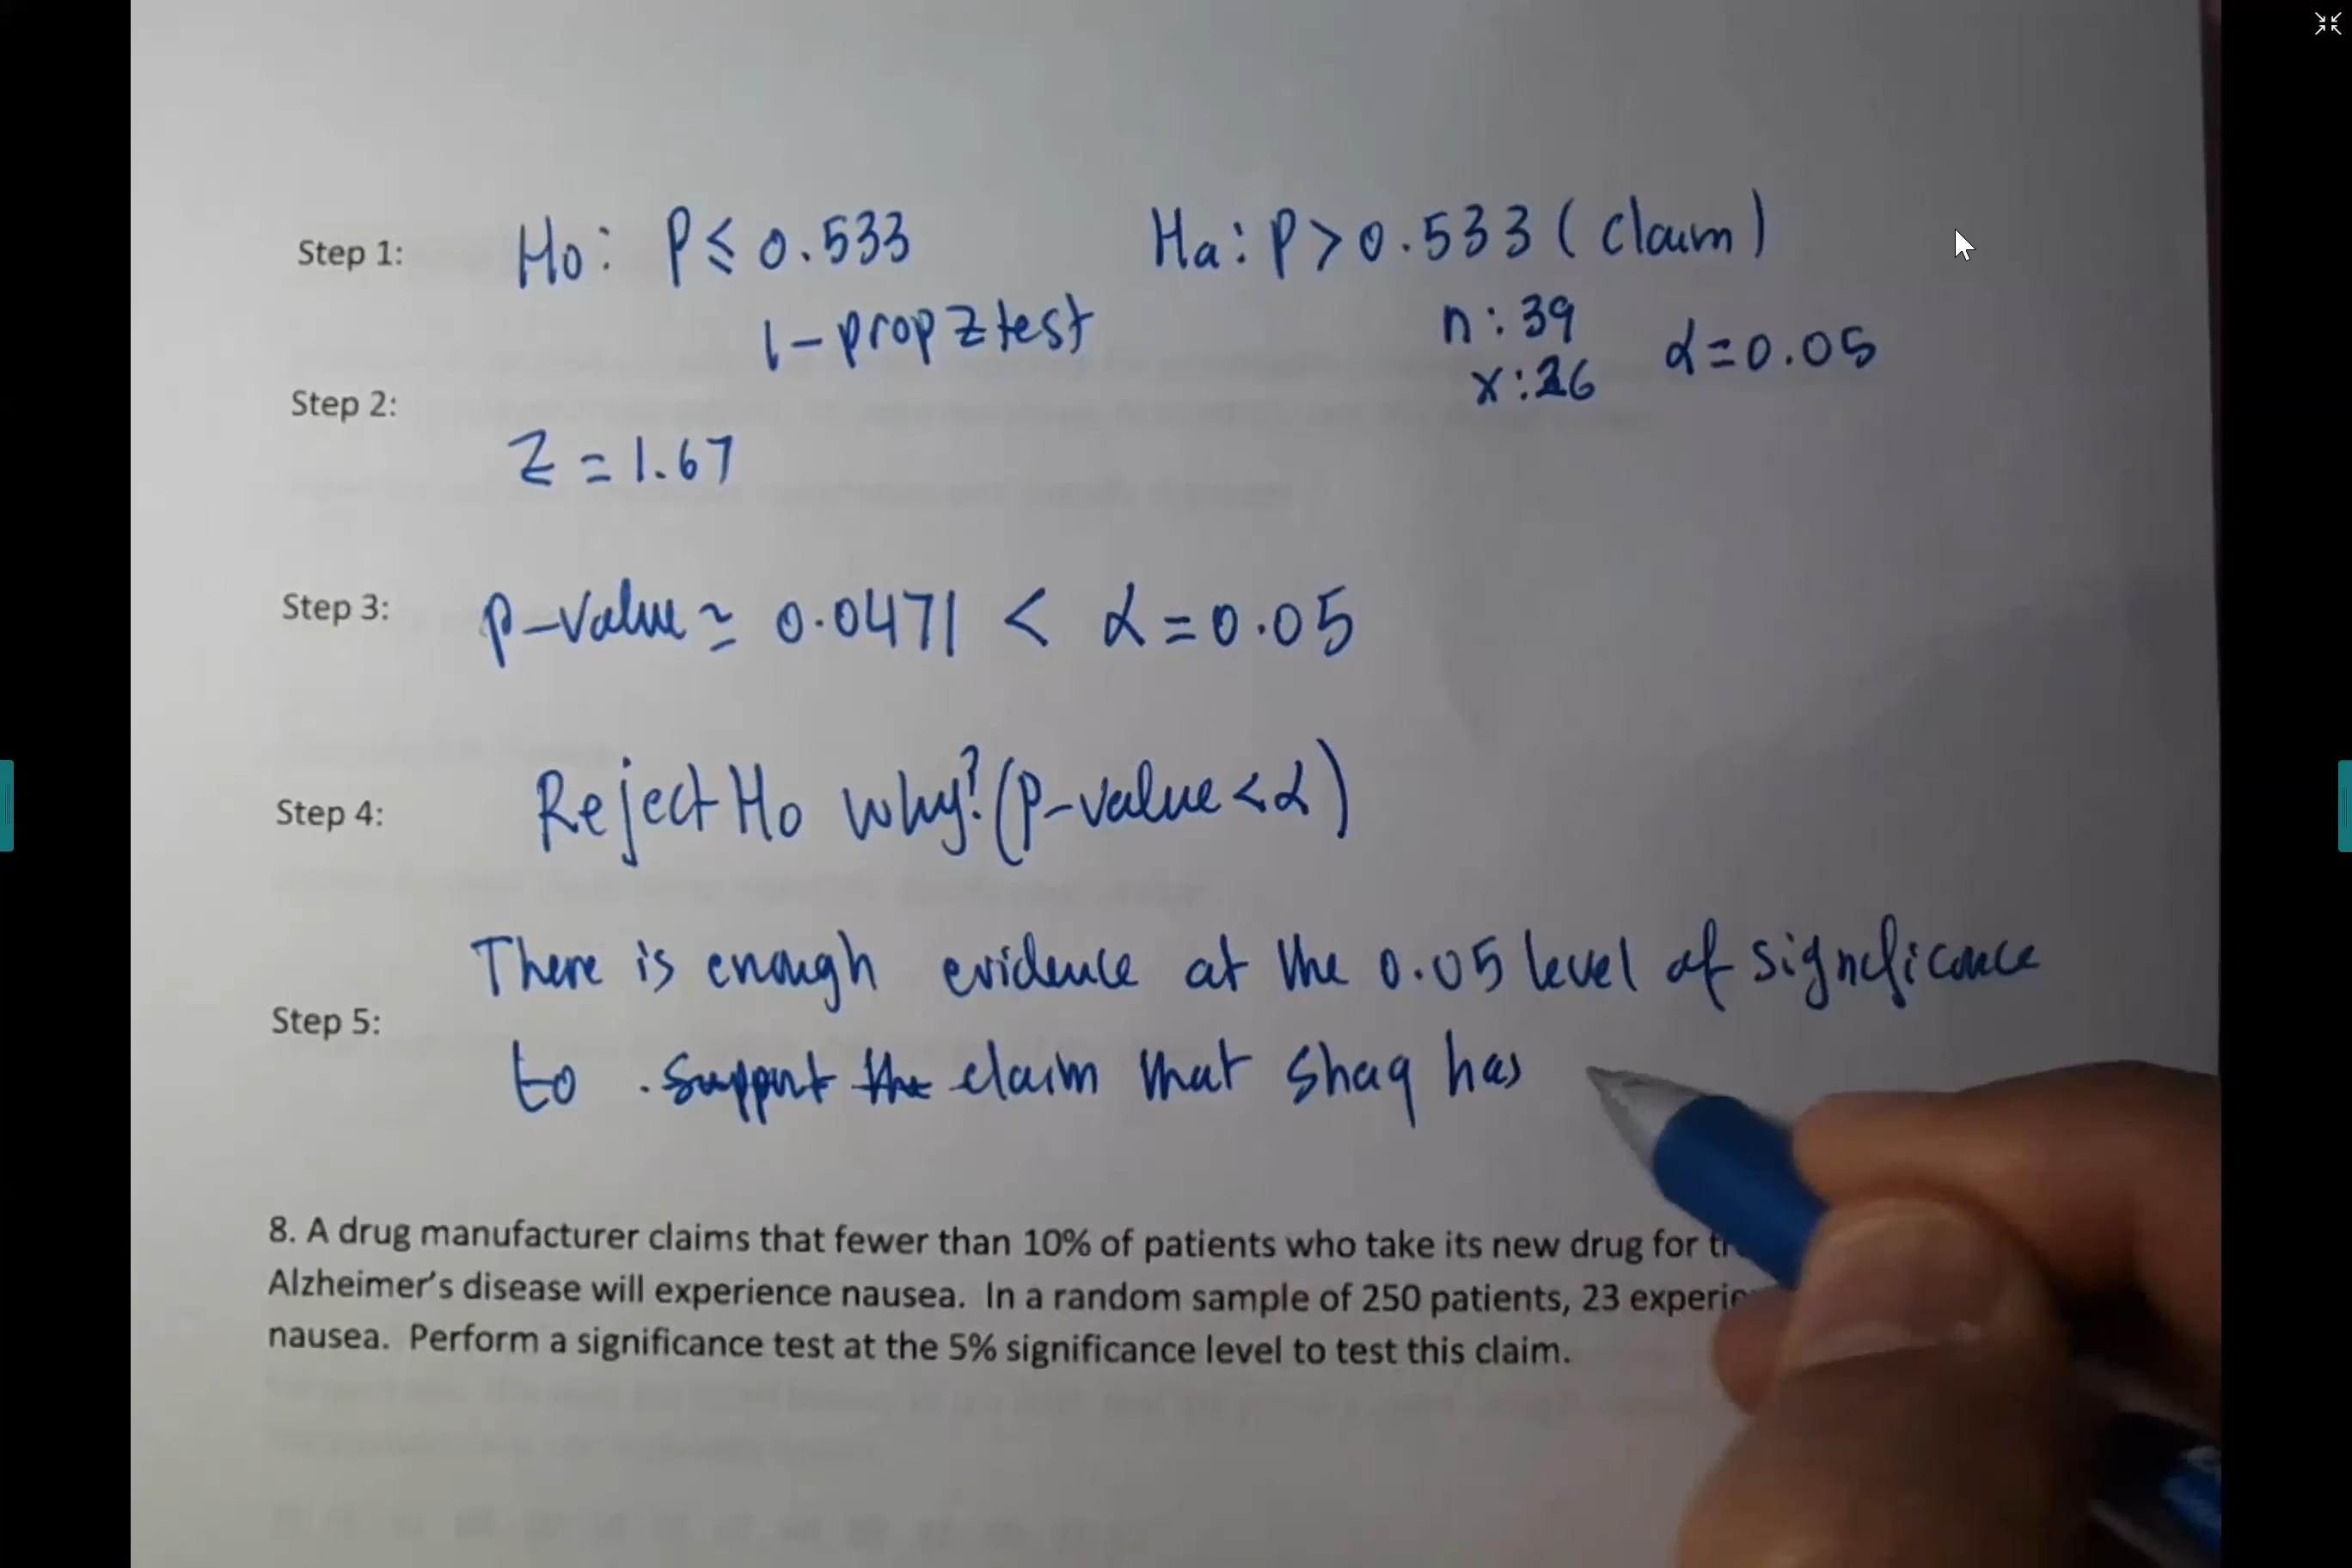 Step 1: Ho: P ≤ 0.533 Ha: P > 0.533 (claim)
1-prop Z test n: 39 α = 0.05
x: 26
Step 2:
Z = 1.67
Step 3: p-value ≃ 0.0471 < α = 0.05
Step 4: Reject Ho why? (p-value < α)
There is enough evidence at the 0.05 level of significance
Step 5:
to support the claim that Shaq has
8. A drug manufacturer claims that fewer than 10% of patients who take its new drug for
Alzheimer's disease will experience nausea. In a random sample of 250 patients, 23
nausea. Perform a significance test at the 5% significance level to test this claim.